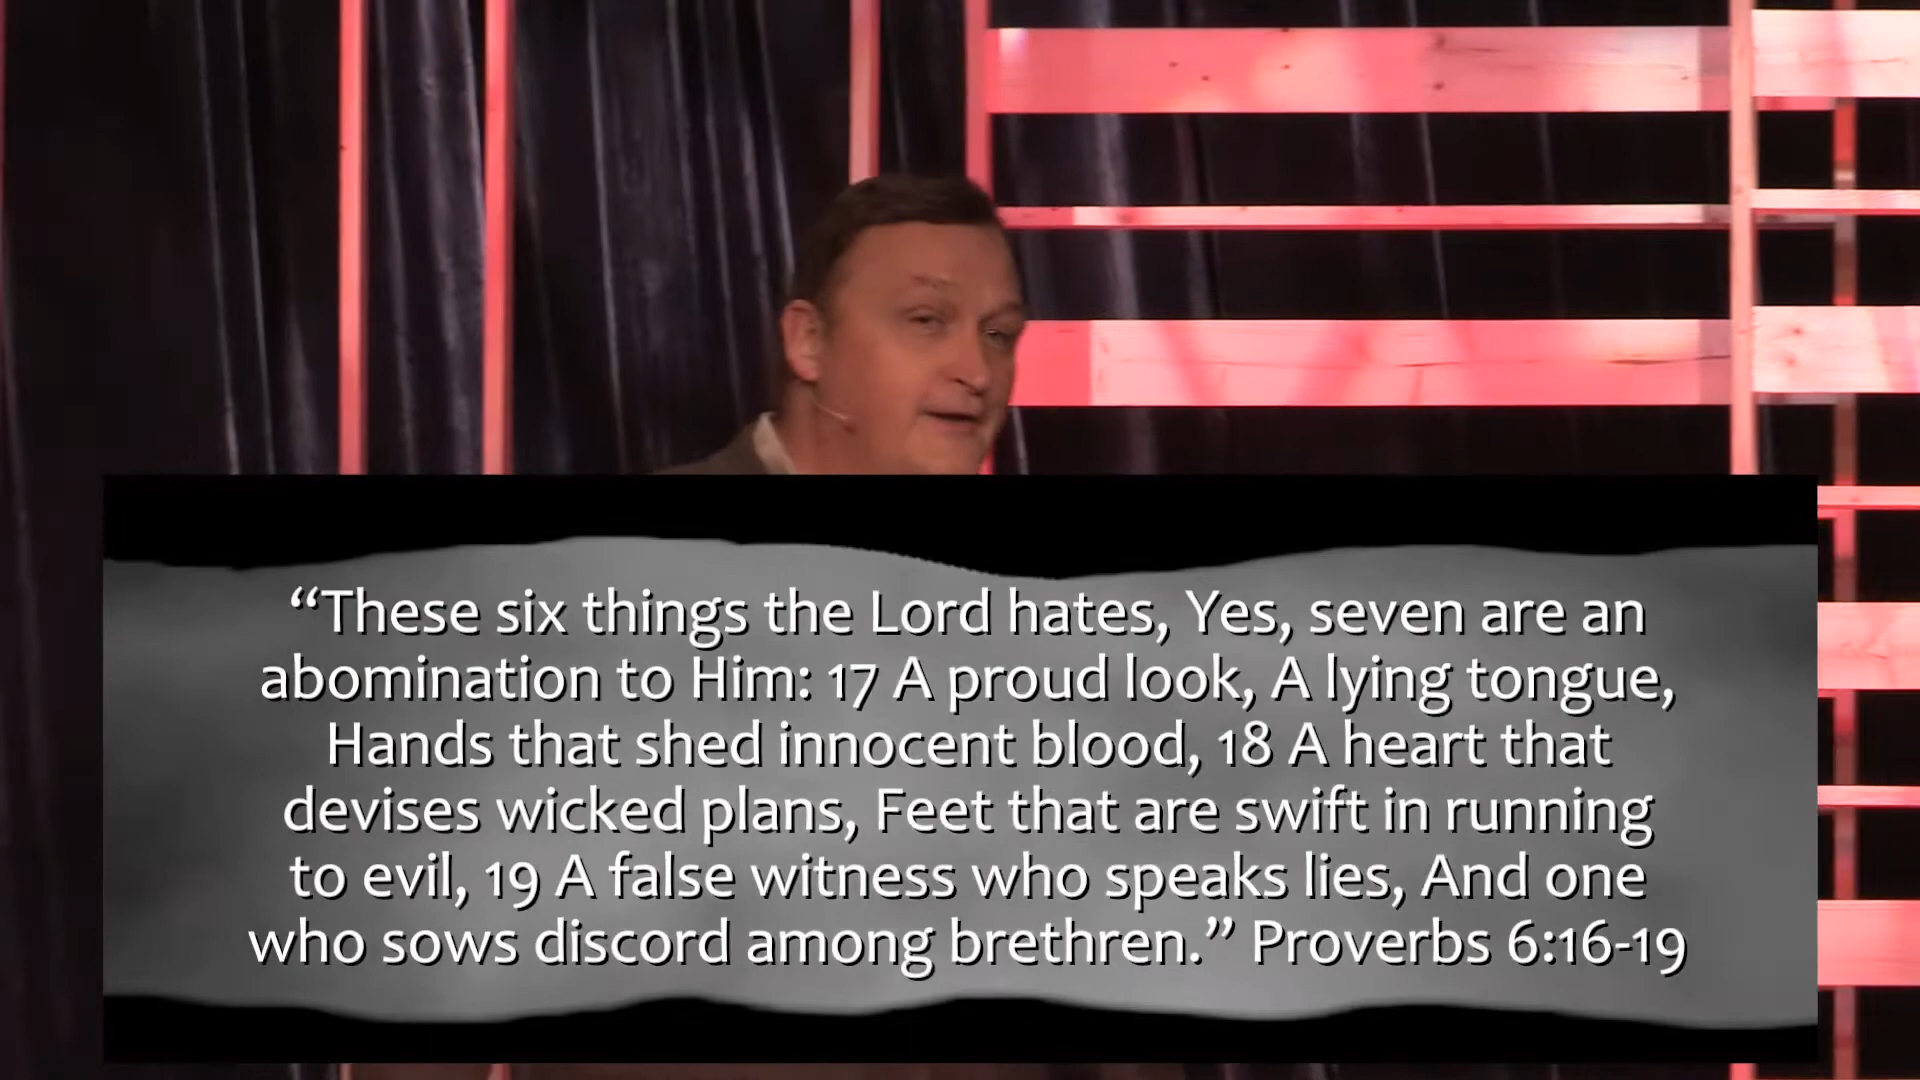 “These six things the Lord hates, Yes, seven are an
abomination to Him: 17 A proud look, A lying tongue,
Hands that shed innocent blood, 18 A heart that
devises wicked plans, Feet that are swift in running
to evil, 19 A false witness who speaks lies, And one
who sows discord among brethren.” Proverbs 6:16-19